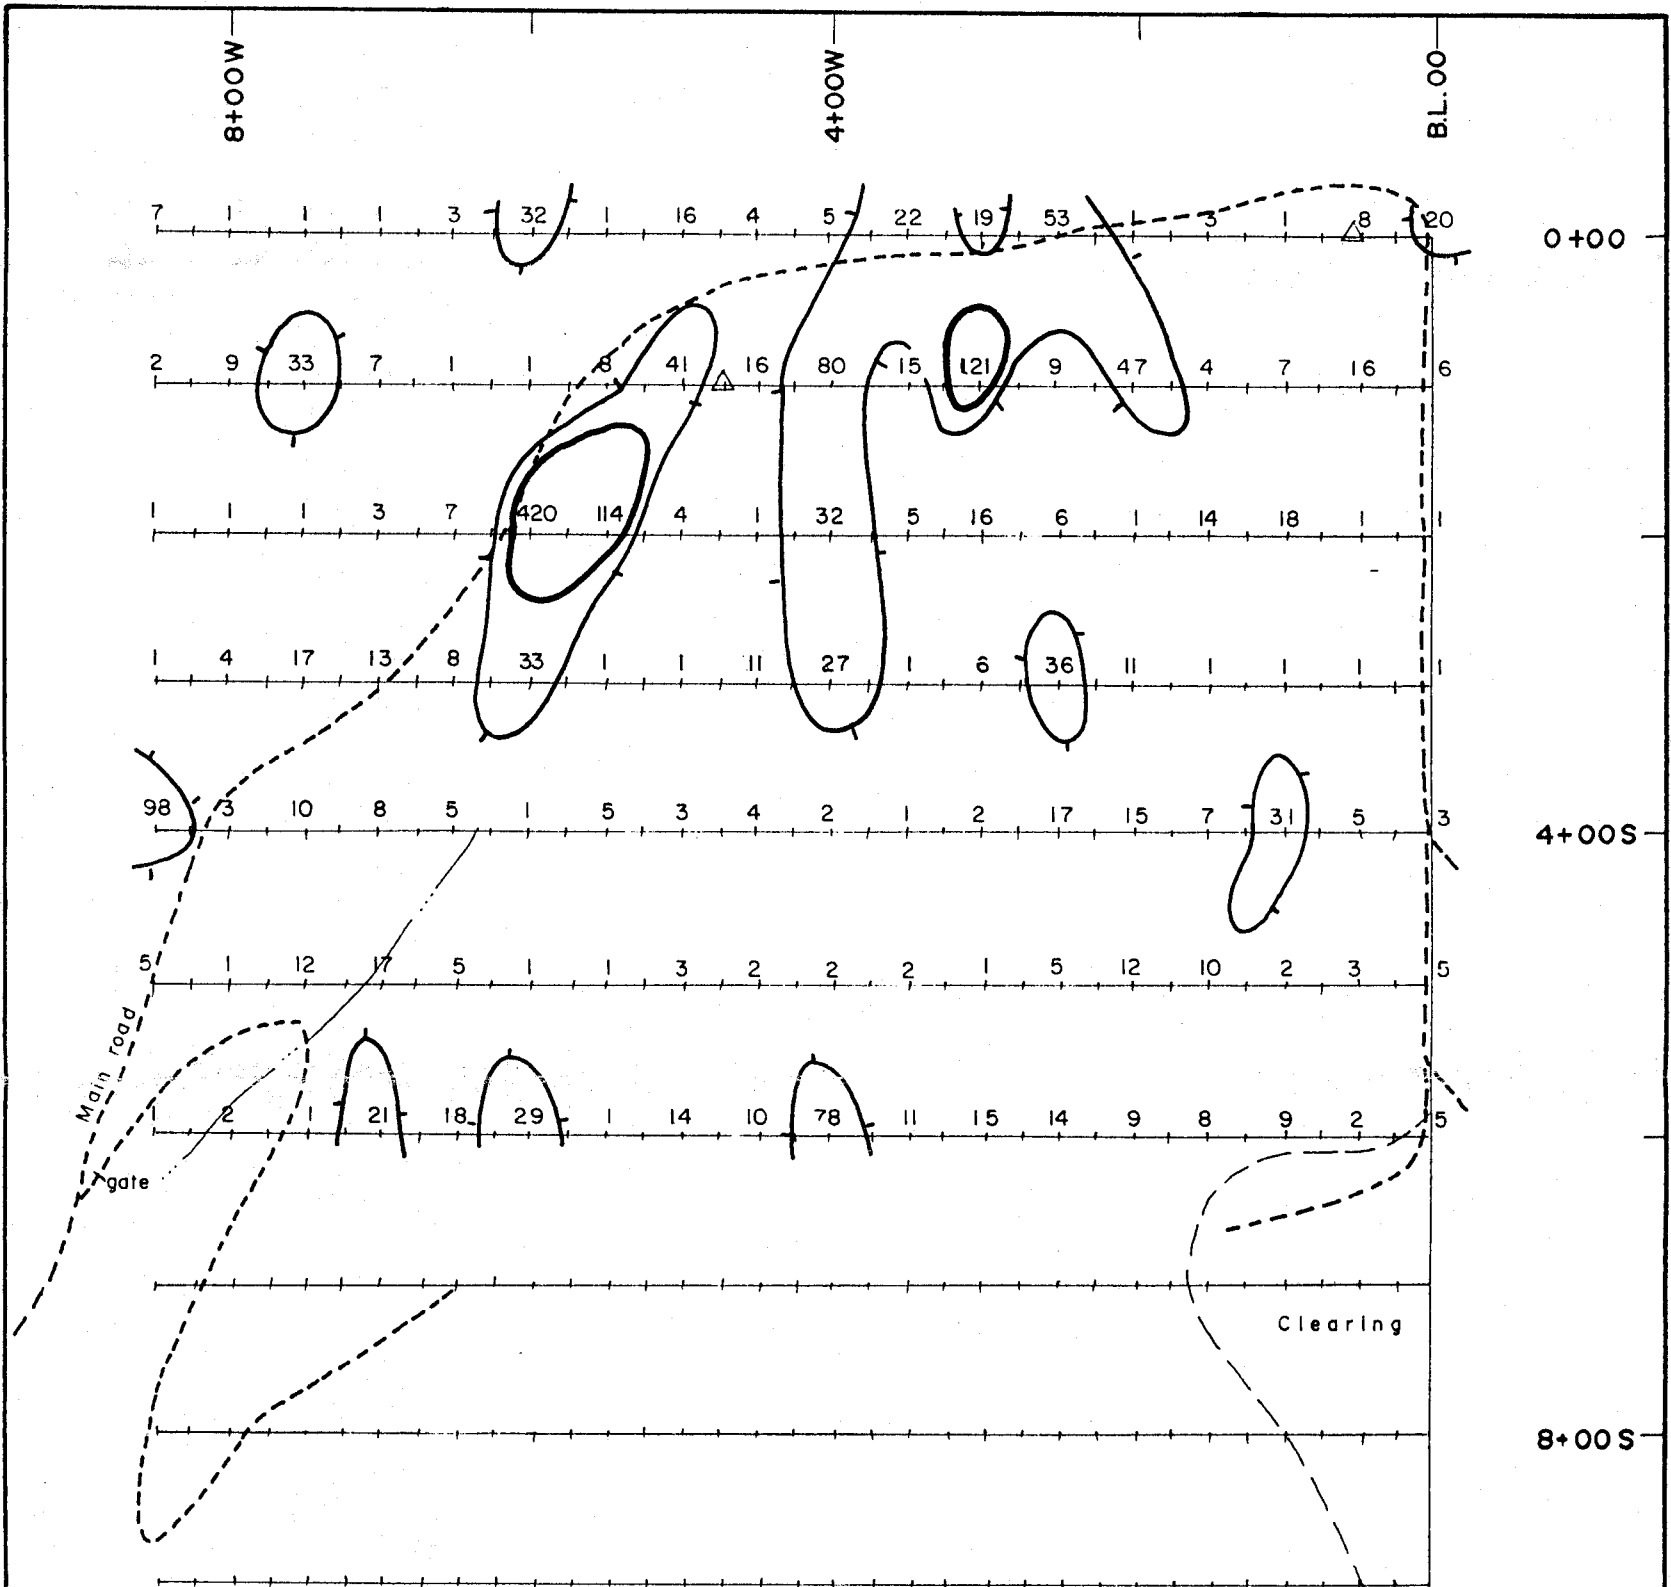 8+00W 4+00W B.L. 00
7 1 1 1 3 32 1 16 4 5 22 19 53 1 3 1 8 20 0+00
2 9 33 7 1 1 8 41 16 80 15 121 9 47 4 7 16 6
1 1 1 3 7 420 114 4 1 32 5 16 6 1 14 18 1 1
1 4 17 13 8 33 1 1 11 27 1 6 36 11 1 1 1 1
98 3 10 8 5 1 5 3 4 2 1 2 17 15 7 31 5 3 4+00S
5 1 12 17 5 1 1 3 2 2 2 1 5 12 10 2 3 5
Main road
1 2 1 21 18 29 1 14 10 78 11 15 14 9 8 9 2 5
gate
Clearing
8+00S